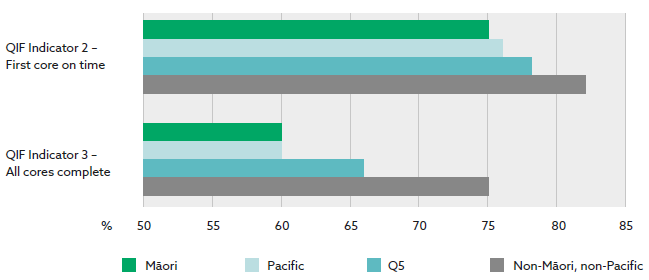 QIF Indicator 2 –
First core on time
QIF Indicator 3 –
All cores complete
% 50 55 60 65 70 75 80 85
Māori Pacific Q5 Non-Māori, non-Pacific